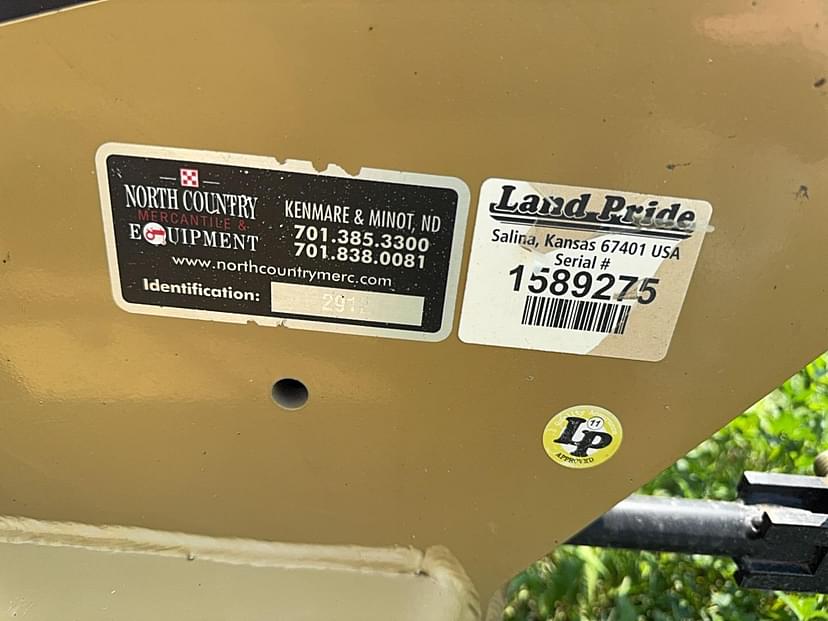 NORTH COUNTRY
MERCANTILE &
EQUIPMENT
KENMARE & MINOT, ND
701.385.3300
701.838.0081
www.northcountrymerc.com
Identification:
Land Pride
Salina, Kansas 67401 USA
Serial #
1589275
11
LP
APPROVED